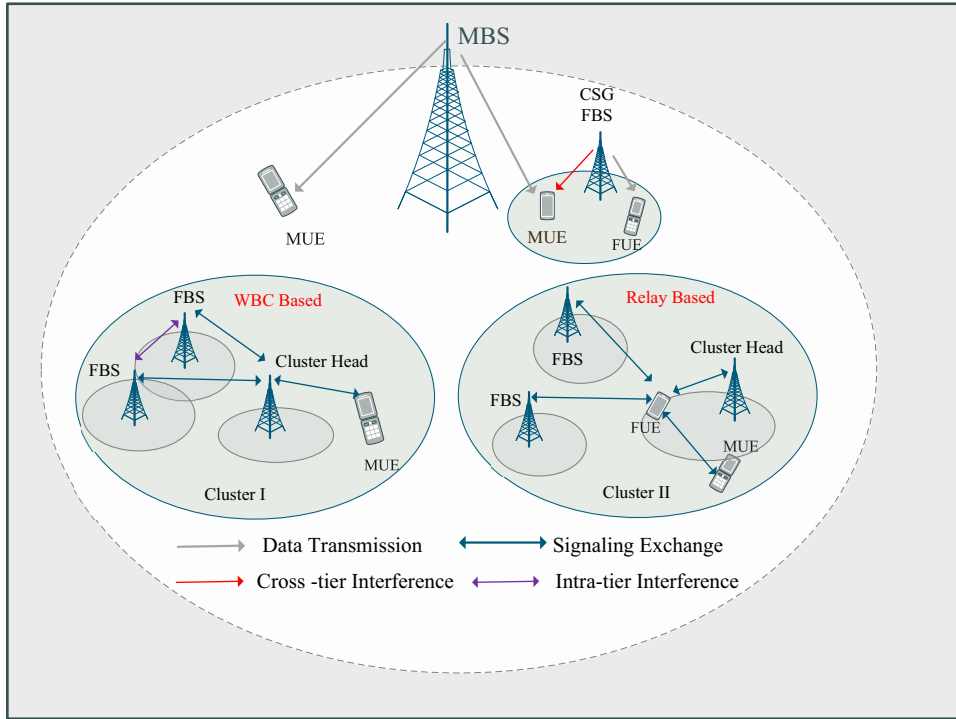 MBS
CSG
FBS
MUE
MUE
FUE
FBS
WBC Based
FBS
Cluster Head
MUE
Cluster I
Relay Based
FBS
Cluster Head
FBS
FUE
MUE
Cluster II
Data Transmission
Signaling Exchange
Cross -tier Interference
Intra-tier Interference